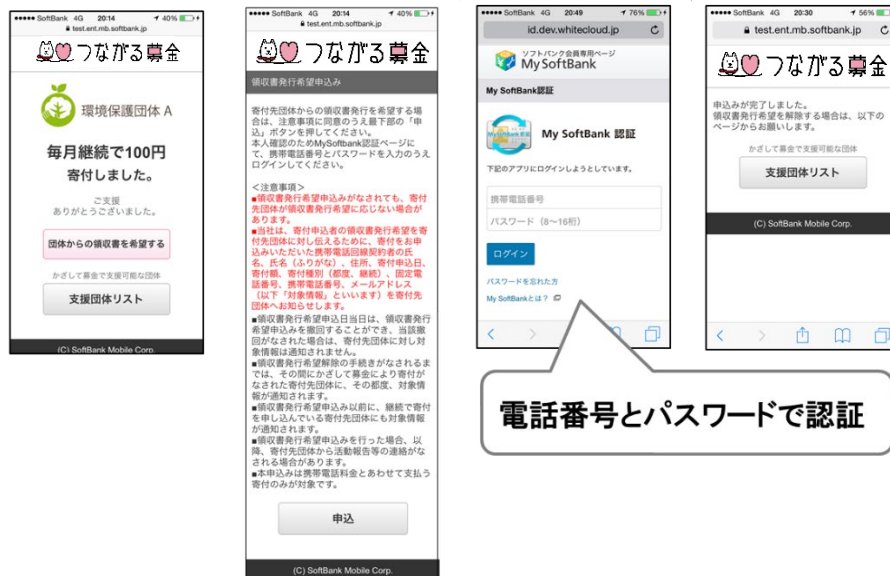 SoftBank 4G 20:14 40%
test.ent.mb.softbank.jp
つながる募金
環境保護団体 A
毎月継続で100円
寄付しました。
ご支援
ありがとうございました。
団体からの領収書を希望する
かざして募金で支援可能な団体
支援団体リスト
(C) SoftBank Mobile Corp.
SoftBank 4G 20:14 40%
test.ent.mb.softbank.jp
つながる募金
領収書発行希望申込み
寄付先団体からの領収書発行を希望する場
合は、注意事項に同意のうえ最下部の「申
込」ボタンを押してください。
本人確認のためMySoftbank認証ページに
て、携帯電話番号とパスワードを入力のうえ
ログインしてください。
<注意事項>
■領収書発行希望申込みがなされても、寄付
先団体が領収書発行希望に応じない場合が
あります。
■当社は、寄付申込者の領収書発行希望を寄
付先団体に対し伝えるために、寄付をお申
込みいただいた携帯電話回線契約者の氏
名、氏名（ふりがな）、住所、寄付申込日、
寄付額、寄付種別（都度、継続）、固定電
話番号、携帯電話番号、メールアドレス
（以下「対象情報」といいます）を寄付先
団体へお知らせします。
■領収書発行希望申込日当日は、領収書発行
希望申込みを撤回することができ、当該撤
回がなされた場合は、寄付先団体に対し対
象情報は通知されません。
■領収書発行希望解除の手続きがなされるま
では、その間にかざして募金により寄付が
なされた寄付先団体に、その都度、対象情
報が通知されます。
■領収書発行希望申込み以前に、継続で寄付
を申し込んでいる寄付先団体にも対象情報
が通知されます。
■領収書発行希望申込みを行った場合、以
降、寄付先団体から活動報告等の連絡がな
される場合があります。
■本申込みは携帯電話料金とあわせて支払う
寄付のみが対象です。
申込
(C) SoftBank Mobile Corp.
SoftBank 4G 20:49 76%
id.dev.whitecloud.jp
ソフトバンク会員専用ページ
My SoftBank
My SoftBank認証
My SoftBank 認証
下記のアプリにログインしようとしています。
携帯電話番号
パスワード（8〜16桁）
ログイン
パスワードを忘れた方
My SoftBankとは？
電話番号とパスワードで認証
SoftBank 4G 20:30 56%
test.ent.mb.softbank.jp
つながる募金
申込みが完了しました。
領収書発行希望を解除する場合は、以下の
ページからお願いします。
かざして募金で支援可能な団体
支援団体リスト
(C) SoftBank Mobile Corp.